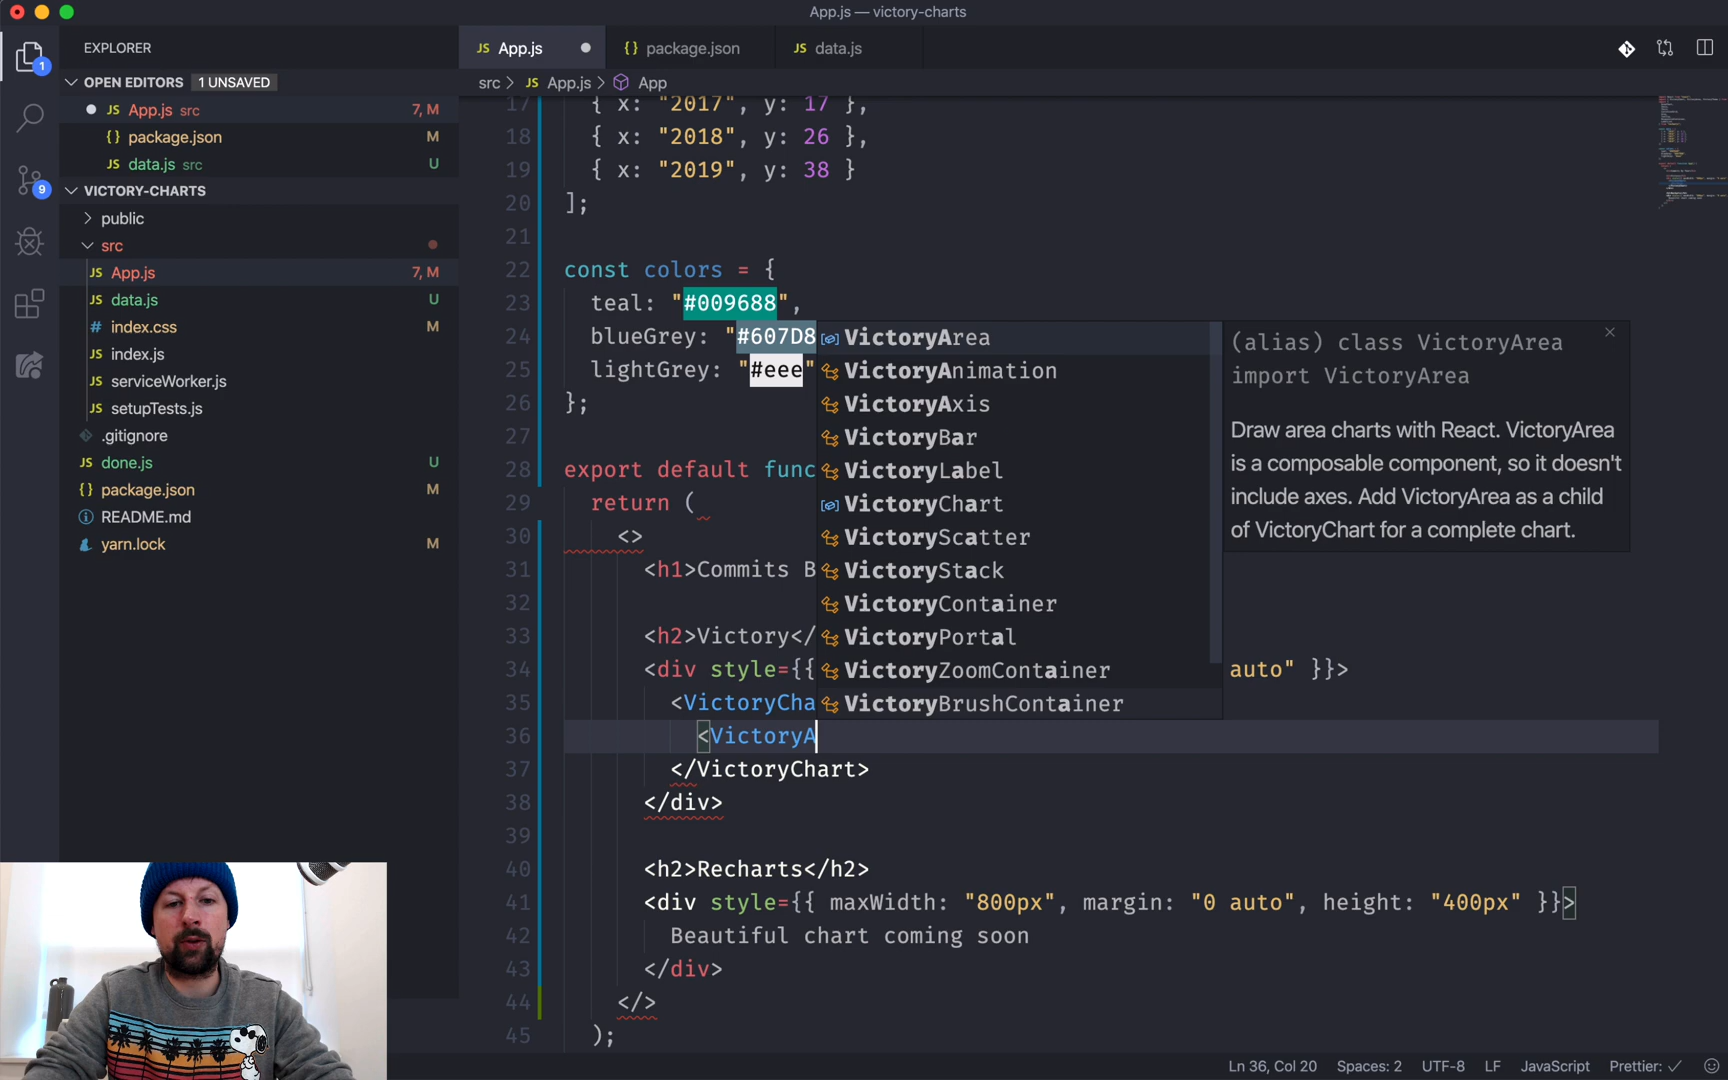 App.js — victory-charts
EXPLORER
JS App.js
{} package.json
JS data.js
OPEN EDITORS 1 UNSAVED
src > JS App.js > App
JS App.js src 7, M
{} package.json M
JS data.js src U
VICTORY-CHARTS
public
src
JS App.js 7, M
JS data.js U
# index.css M
JS index.js
JS serviceWorker.js
JS setupTests.js
.gitignore
JS done.js U
{} package.json M
README.md
yarn.lock M
1
9
17 { x: "2017", y: 17 },
18 { x: "2018", y: 26 },
19 { x: "2019", y: 38 }
20 ];
21
22 const colors = {
23 teal: "#009688",
24 blueGrey: "#607D8
25 lightGrey: "#eee"
26 };
27
28 export default func
29 return (
30 <>
31 <h1>Commits B
32
33 <h2>Victory</
34 <div style={{ auto" }}>
35 <VictoryCha
36 <VictoryA
37 </VictoryChart>
38 </div>
39
40 <h2>Recharts</h2>
41 <div style={{ maxWidth: "800px", margin: "0 auto", height: "400px" }}>
42 Beautiful chart coming soon
43 </div>
44 </>
45 );
VictoryArea
VictoryAnimation
VictoryAxis
VictoryBar
VictoryLabel
VictoryChart
VictoryScatter
VictoryStack
VictoryContainer
VictoryPortal
VictoryZoomContainer
VictoryBrushContainer
(alias) class VictoryArea
import VictoryArea
Draw area charts with React. VictoryArea
is a composable component, so it doesn't
include axes. Add VictoryArea as a child
of VictoryChart for a complete chart.
Ln 36, Col 20 Spaces: 2 UTF-8 LF JavaScript Prettier: ✓